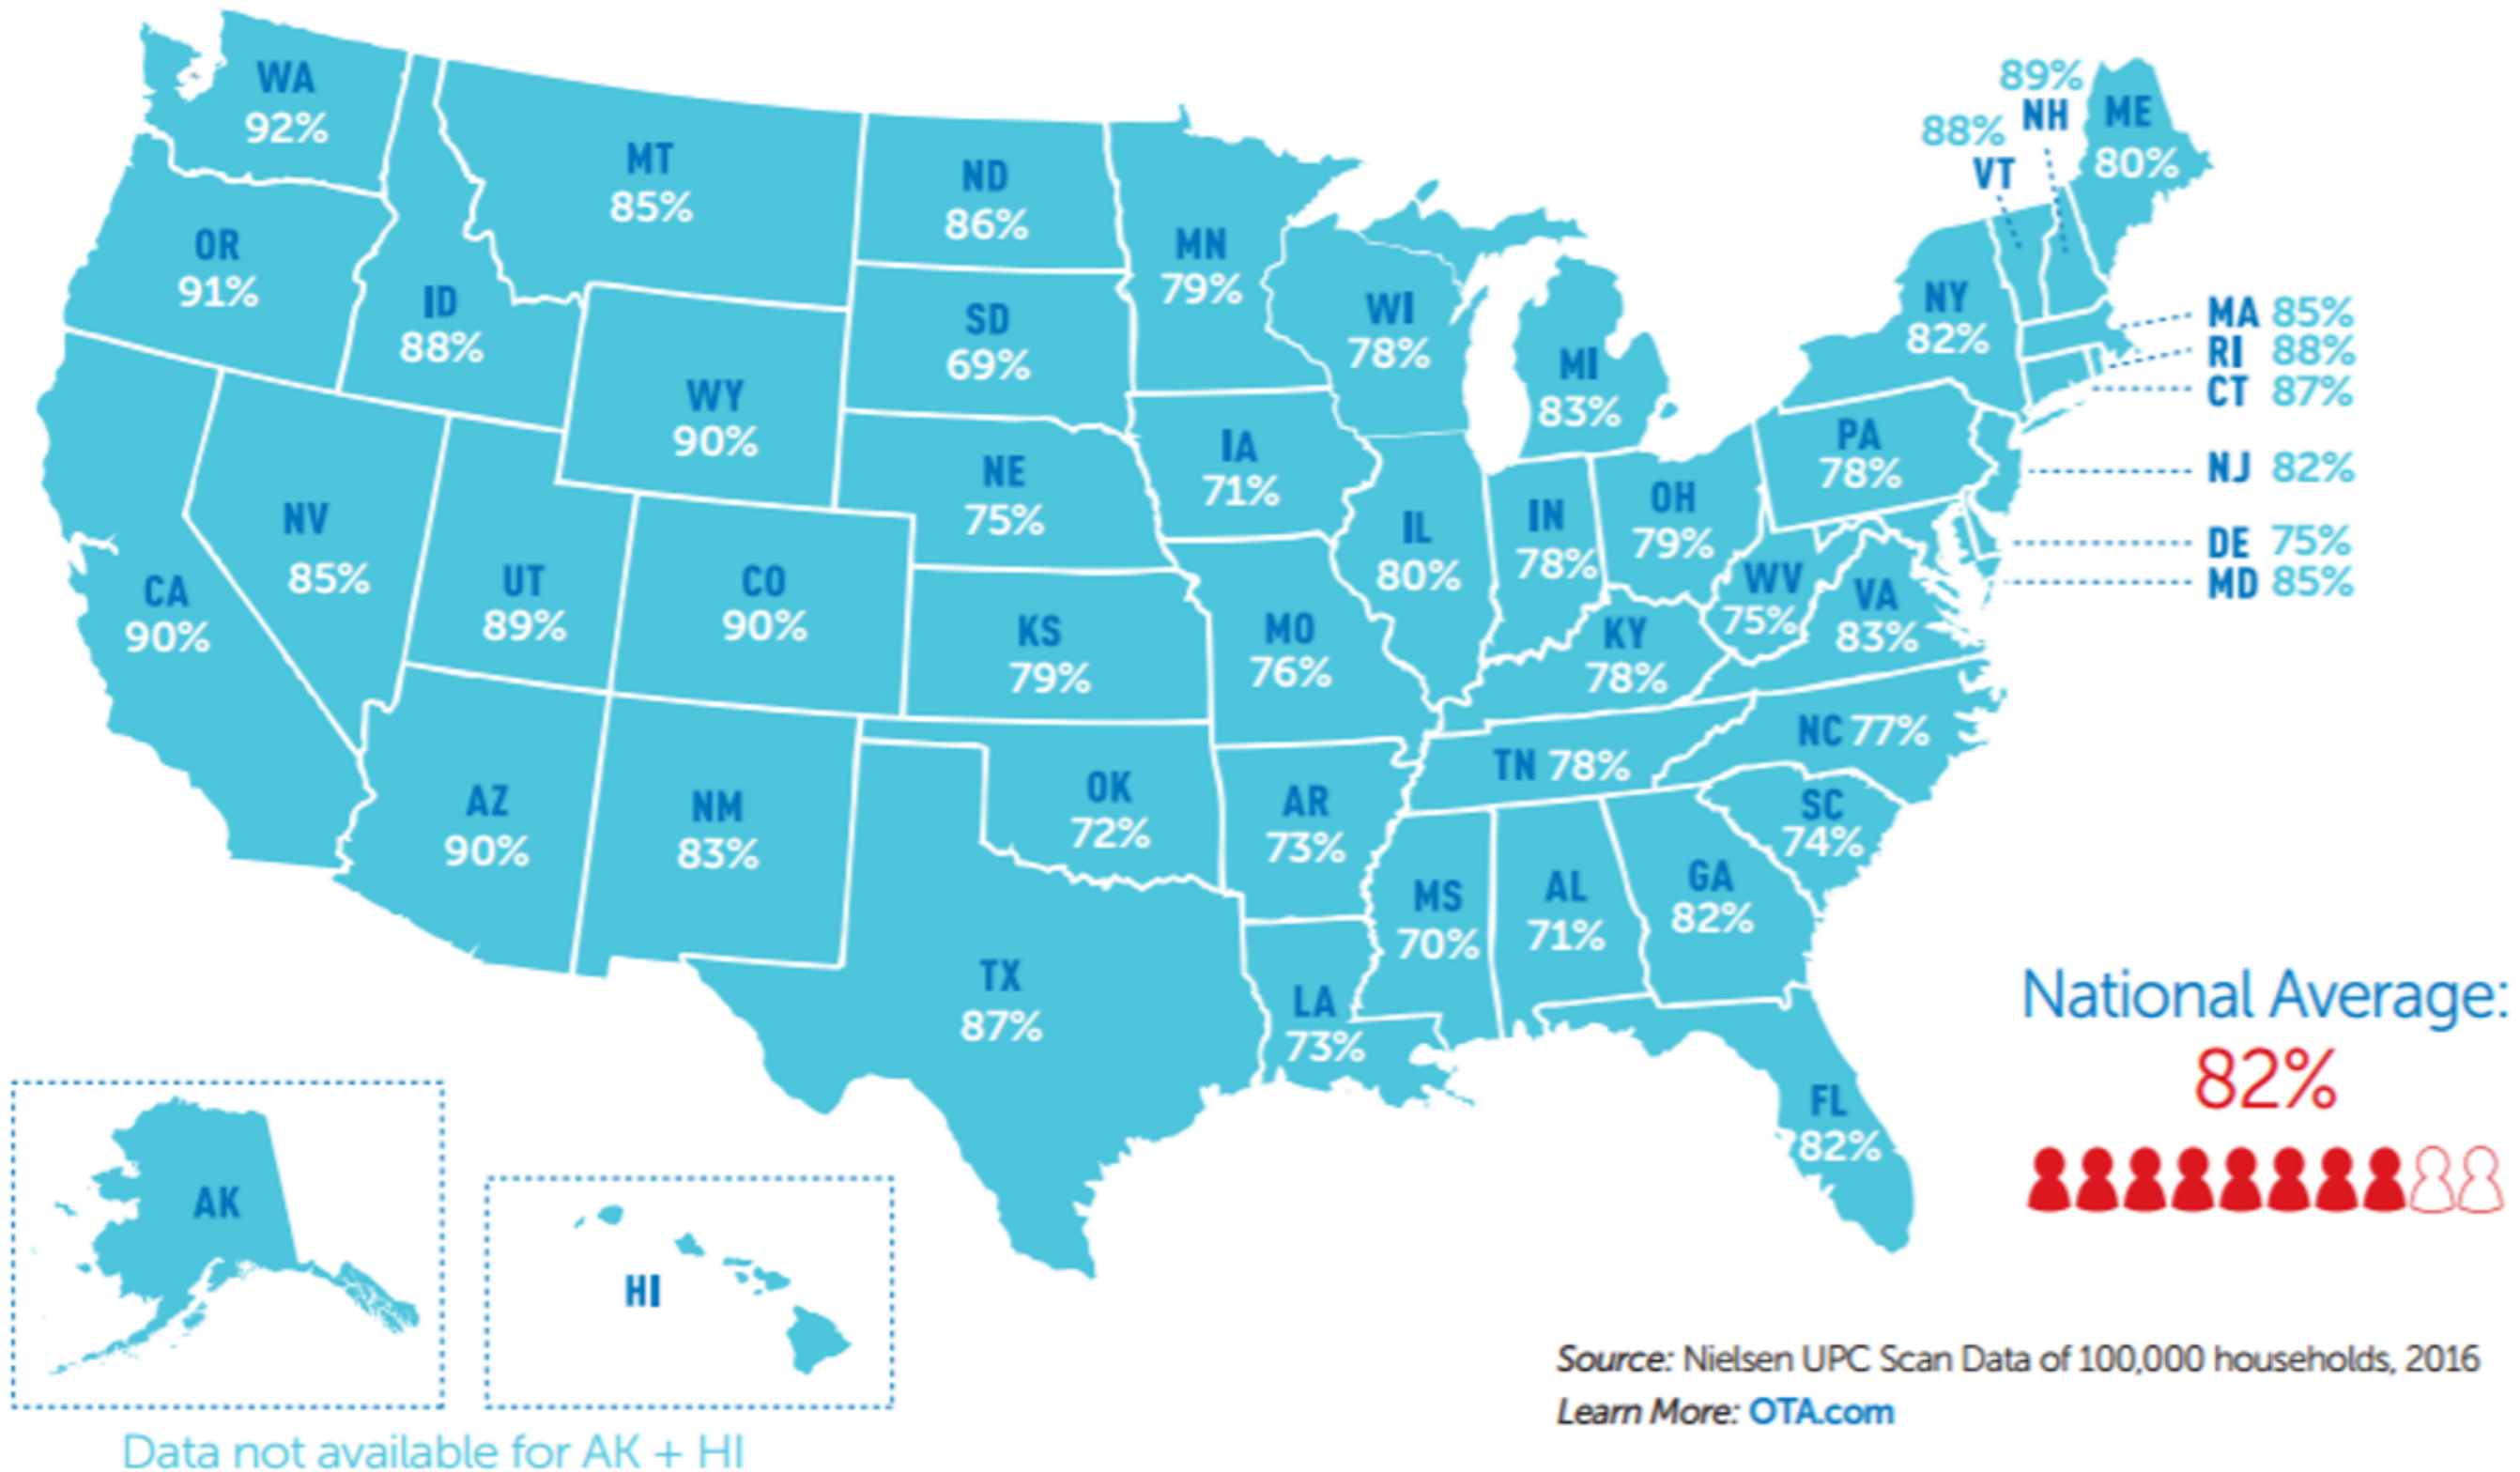 WA
92%
OR
91%
ID
88%
MT
85%
ND
86%
SD
69%
MN
79%
WI
78%
MI
83%
WY
90%
NE
75%
IA
71%
NV
85%
CA
90%
UT
89%
CO
90%
KS
79%
MO
76%
IL
80%
IN
78%
OH
79%
PA
78%
NY
82%
88%
VT
89%
NH
ME
80%
MA 85%
RI 88%
CT 87%
NJ 82%
DE 75%
MD 85%
WV
75%
VA
83%
KY
78%
TN 78%
NC 77%
SC
74%
AZ
90%
NM
83%
OK
72%
AR
73%
TX
87%
LA
73%
MS
70%
AL
71%
GA
82%
FL
82%
AK
HI
Data not available for AK + HI
National Average:
82%
Source: Nielsen UPC Scan Data of 100,000 households, 2016
Learn More: OTA.com